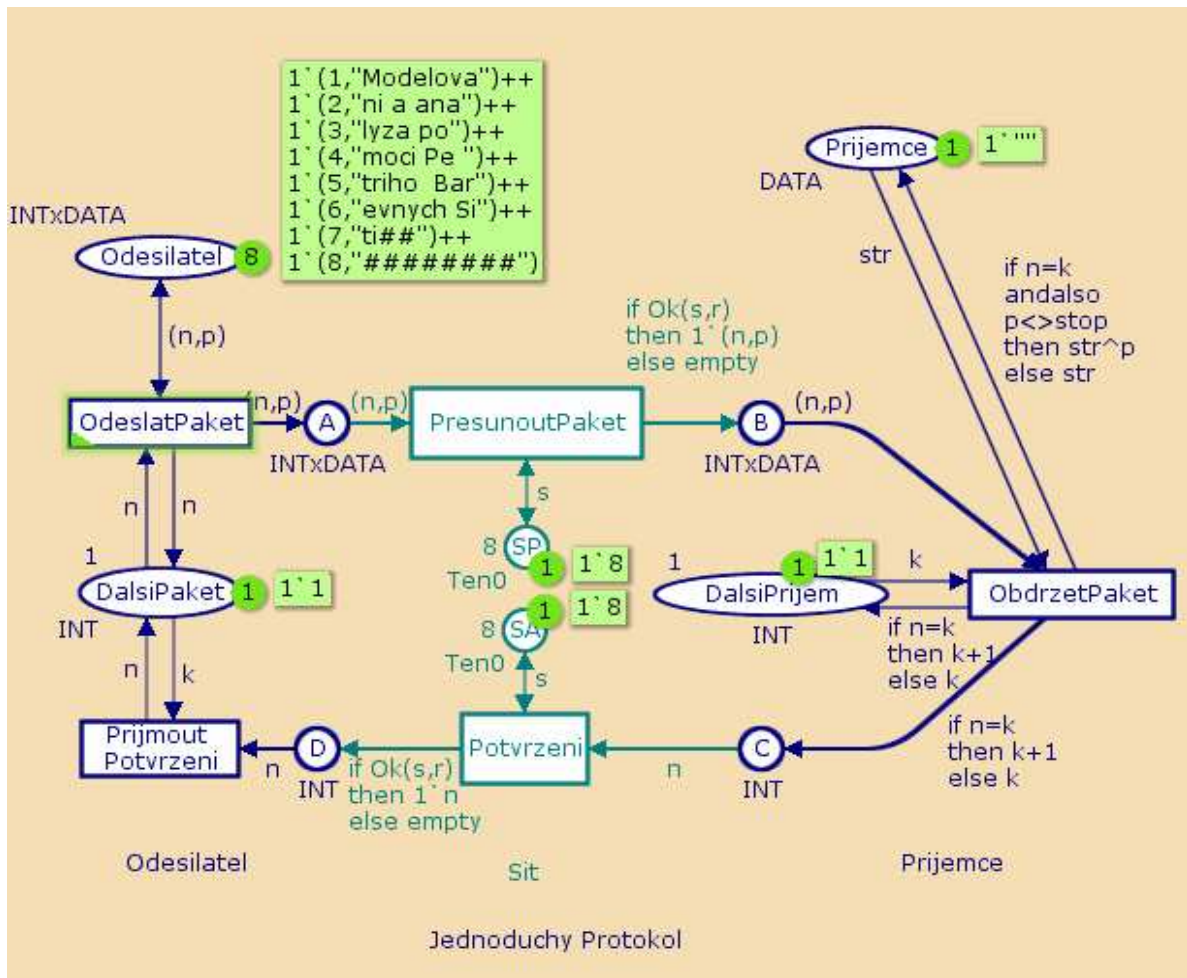 1`(1,"Modelova")++
1`(2,"ni a ana")++
1`(3,"lyza po")++
1`(4,"moci Pe ")++
1`(5,"triho  Bar")++
1`(6,"evnych Si")++
1`(7,"ti##")++
1`(8,"########")
INTxDATA
Odesilatel
8
(n,p)
Prijemce
1
1`""
DATA
str
if n=k
andalso
p<>stop
then str^p
else str
if Ok(s,r)
then 1`(n,p)
else empty
OdeslatPaket
(n,p)
A
INTxDATA
(n,p)
PresunoutPaket
B
INTxDATA
(n,p)
n
n
s
8
SP
1
1`8
Ten0
1
DalsiPaket
1
1`1
INT
8
SA
1
1`8
Ten0
s
1
DalsiPrijem
1
1`1
INT
k
if n=k
then k+1
else k
ObdrzetPaket
n
k
Prijmout
Potvrzeni
n
D
INT
if Ok(s,r)
then 1`n
else empty
Potvrzeni
n
C
INT
if n=k
then k+1
else k
Odesilatel
Sit
Prijemce
Jednoduchy Protokol